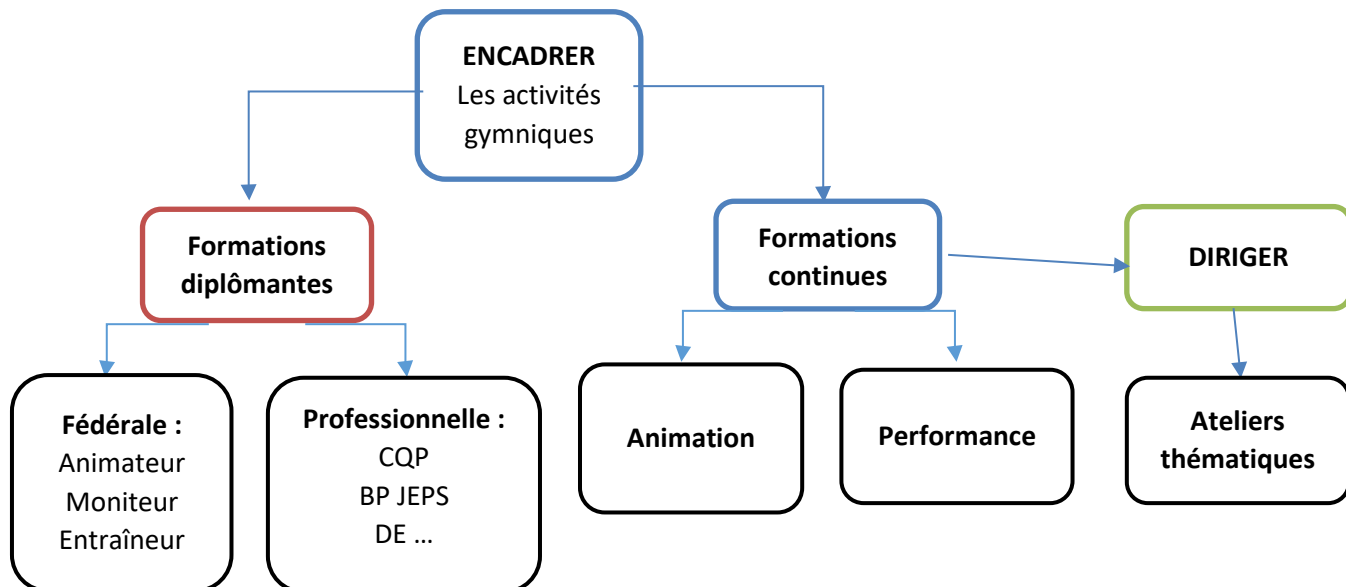 ENCADRER
Les activités
gymniques
Formations
diplômantes
Formations
continues
DIRIGER
Fédérale :
Animateur
Moniteur
Entraîneur
Professionnelle :
CQP
BP JEPS
DE ...
Animation
Performance
Ateliers
thématiques